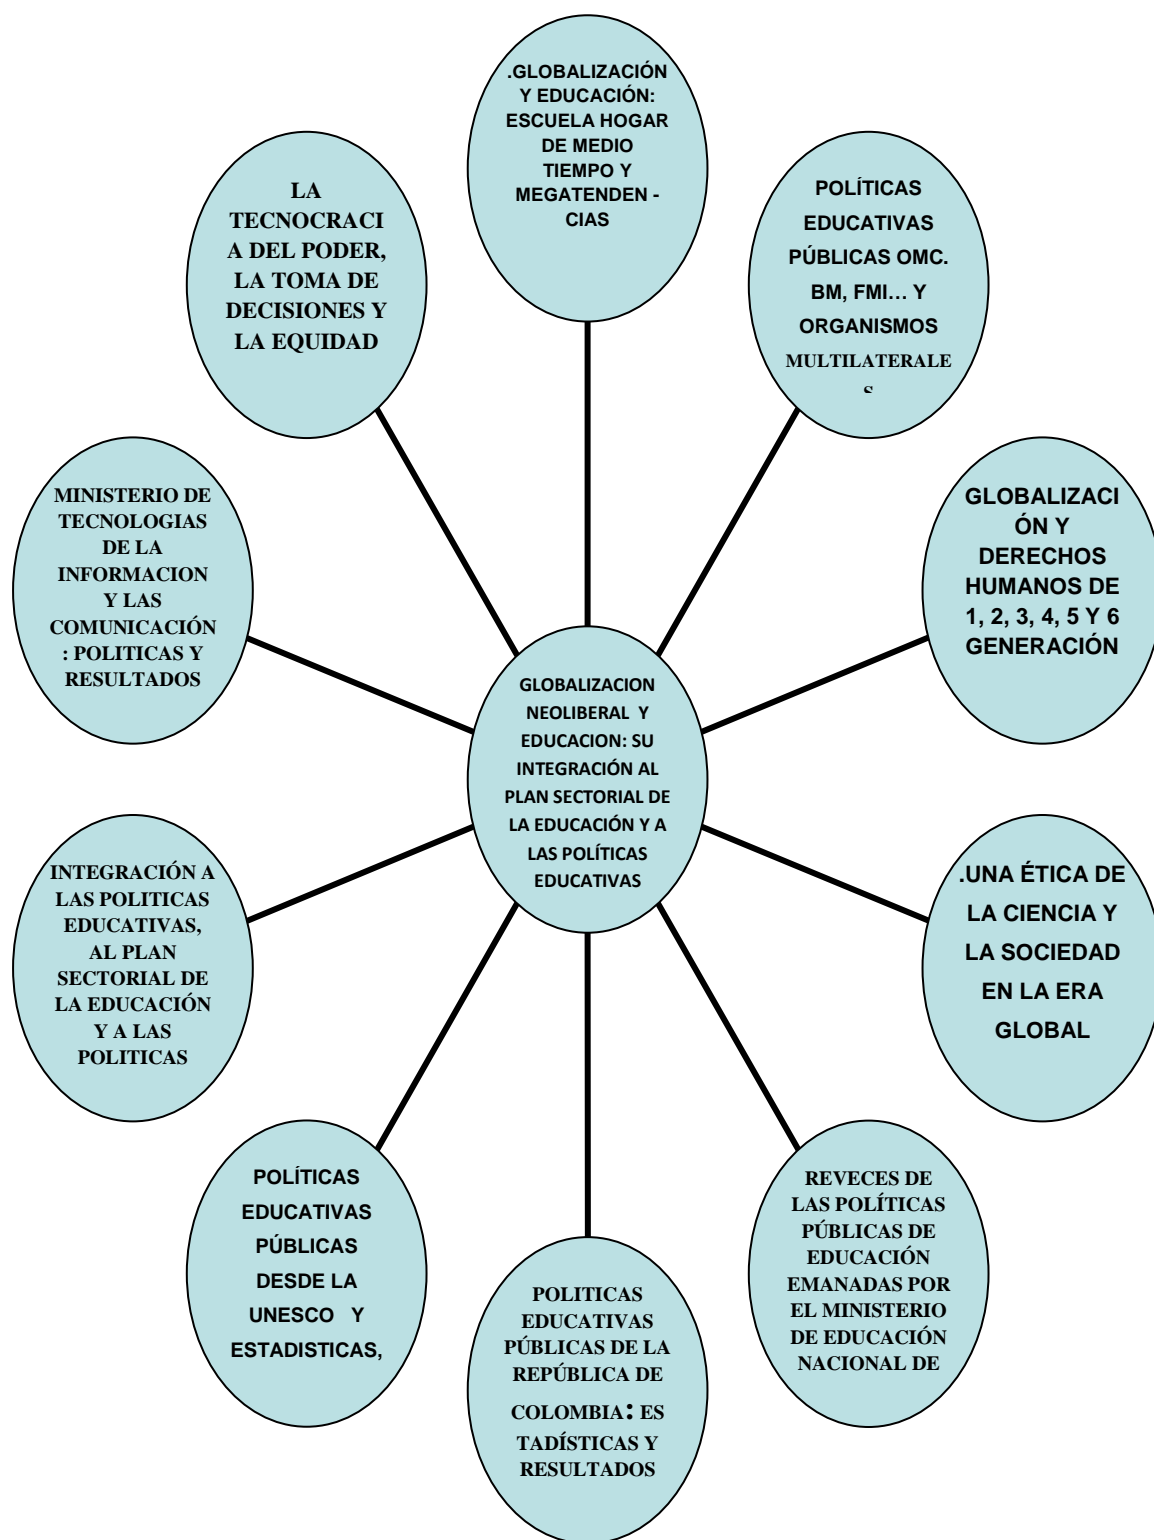 .GLOBALIZACIÓN
Y EDUCACIÓN:
ESCUELA HOGAR
DE MEDIO
TIEMPO Y
MEGATENDEN -
CIAS
POLÍTICAS
EDUCATIVAS
PÚBLICAS OMC.
BM, FMI... Y
ORGANISMOS
MULTILATERALE
S
GLOBALIZACI
ÓN Y
DERECHOS
HUMANOS DE
1, 2, 3, 4, 5 Y 6
GENERACIÓN
.UNA ÉTICA DE
LA CIENCIA Y
LA SOCIEDAD
EN LA ERA
GLOBAL
REVECES DE
LAS POLÍTICAS
PÚBLICAS DE
EDUCACIÓN
EMANADAS POR
EL MINISTERIO
DE EDUCACIÓN
NACIONAL DE
POLITICAS
EDUCATIVAS
PÚBLICAS DE LA
REPÚBLICA DE
COLOMBIA: ES
TADÍSTICAS Y
RESULTADOS
POLÍTICAS
EDUCATIVAS
PÚBLICAS
DESDE LA
UNESCO Y
ESTADISTICAS,
INTEGRACIÓN A
LAS POLITICAS
EDUCATIVAS,
AL PLAN
SECTORIAL DE
LA EDUCACIÓN
Y A LAS
POLITICAS
MINISTERIO DE
TECNOLOGIAS
DE LA
INFORMACION
Y LAS
COMUNICACIÓN
: POLITICAS Y
RESULTADOS
LA
TECNOCRACI
A DEL PODER,
LA TOMA DE
DECISIONES Y
LA EQUIDAD
GLOBALIZACION
NEOLIBERAL Y
EDUCACION: SU
INTEGRACIÓN AL
PLAN SECTORIAL DE
LA EDUCACIÓN Y A
LAS POLÍTICAS
EDUCATIVAS